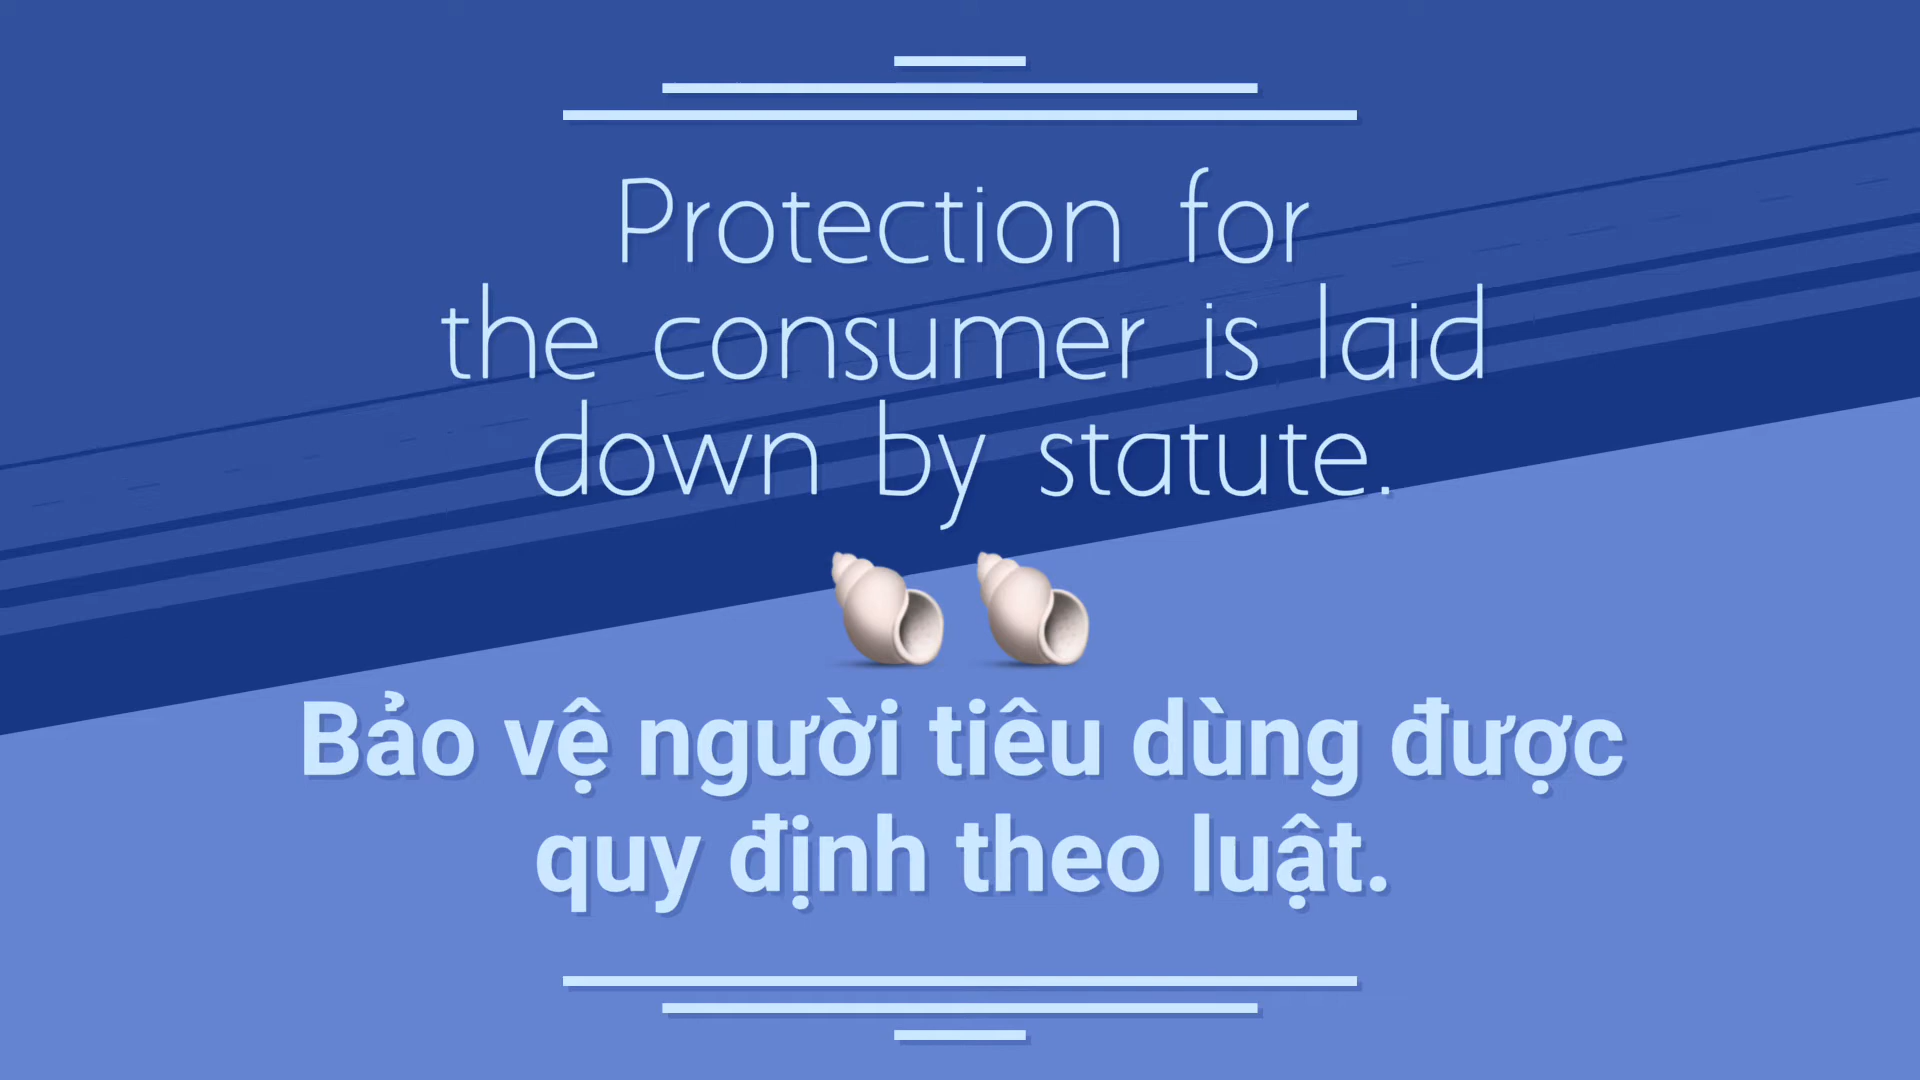 Protection for
the consumer is laid
down by statute.
Bảo vệ người tiêu dùng được
quy định theo luật.